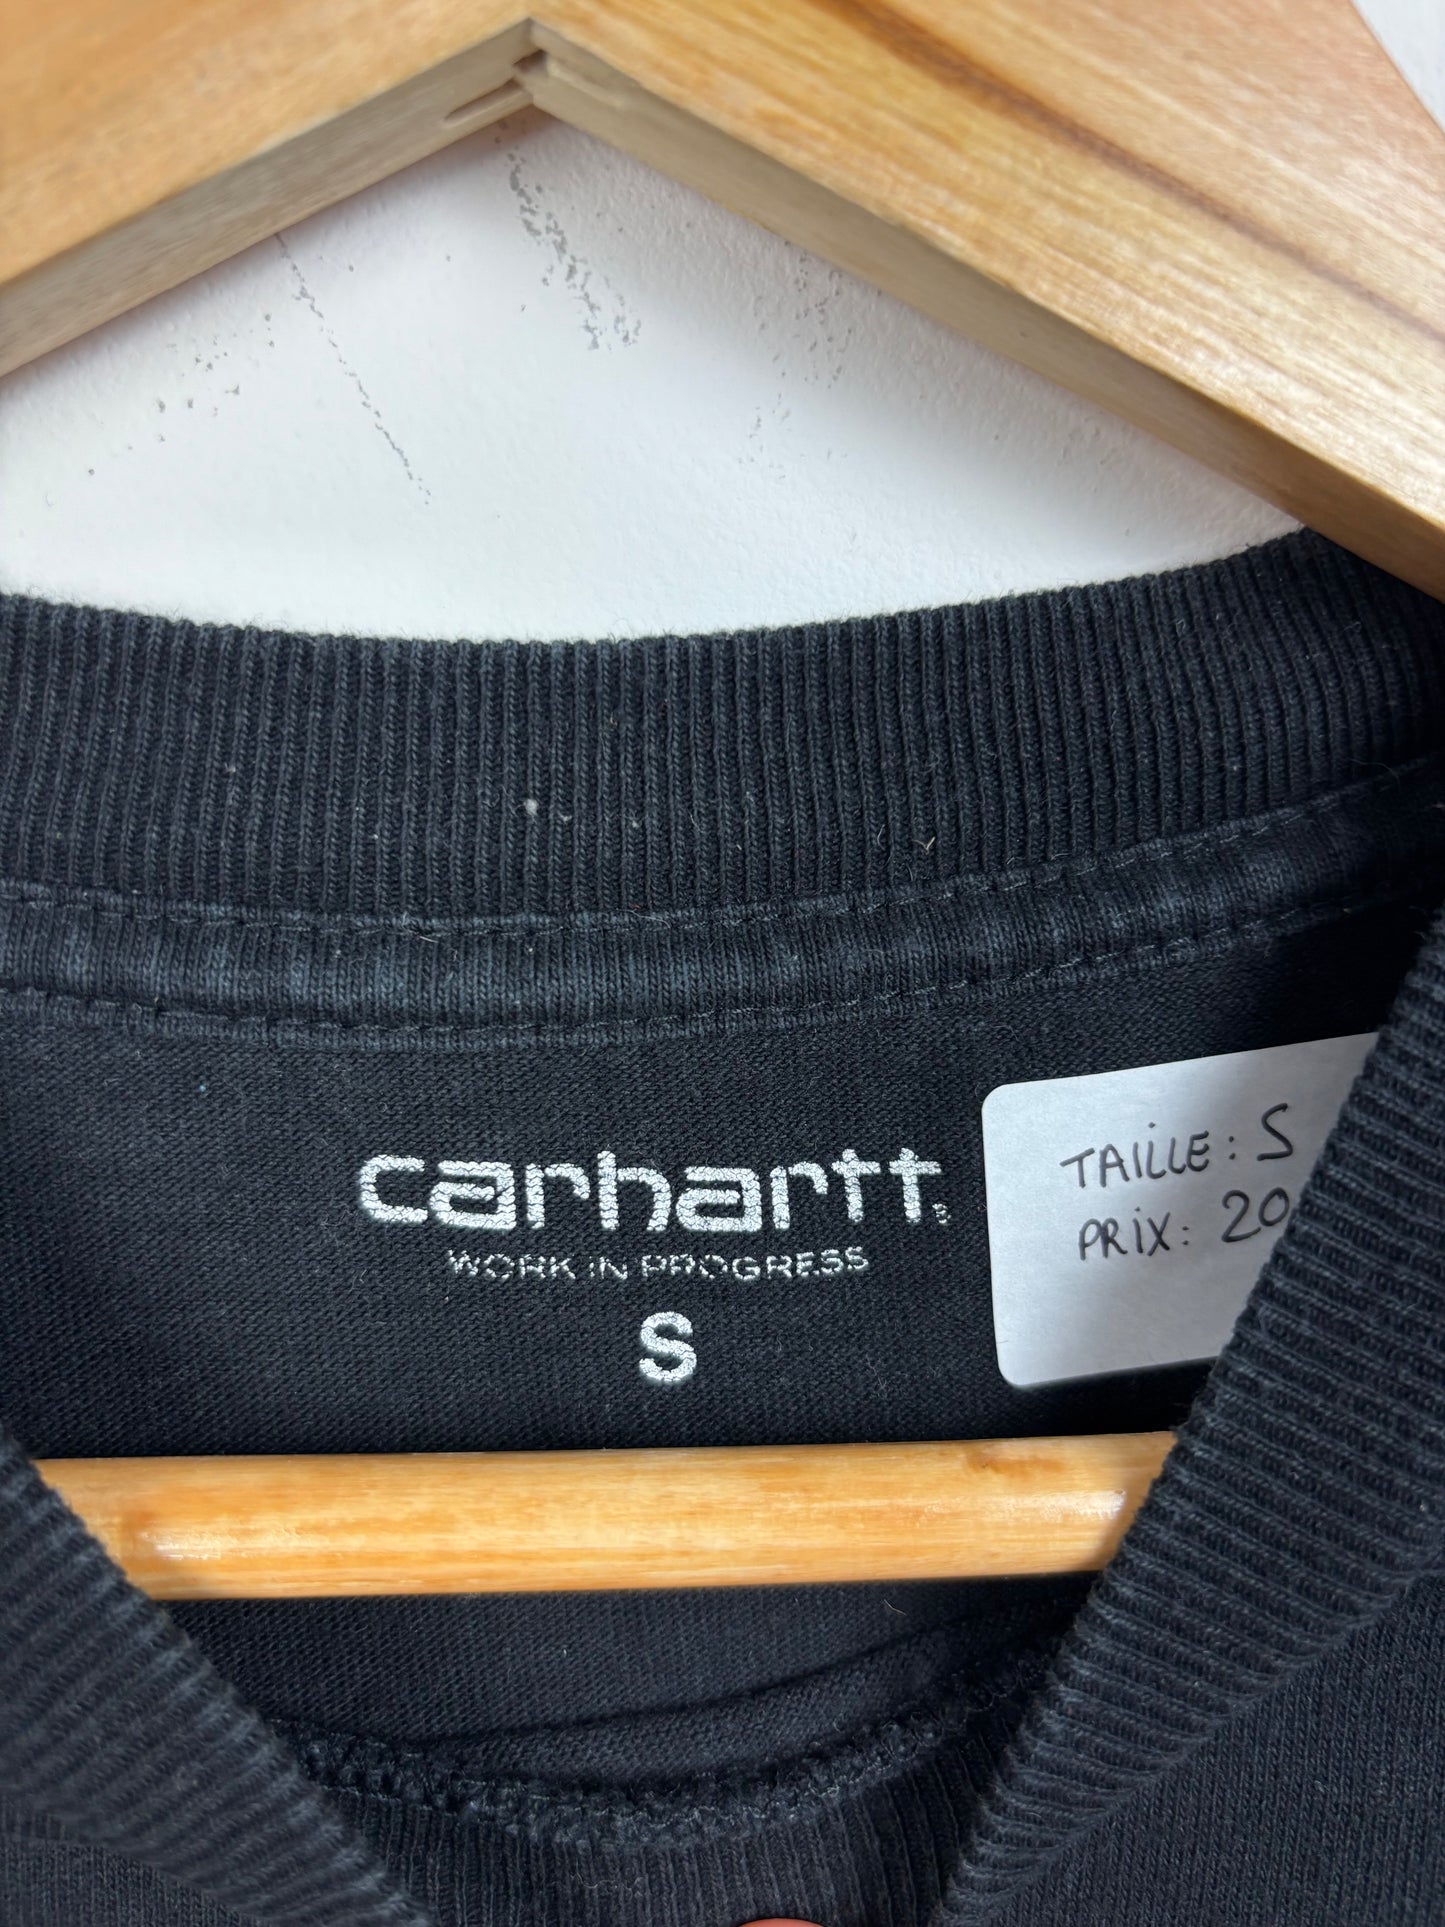 carhartt
WORK IN PROGRESS
S
TAILLE : S
PRIX : 20